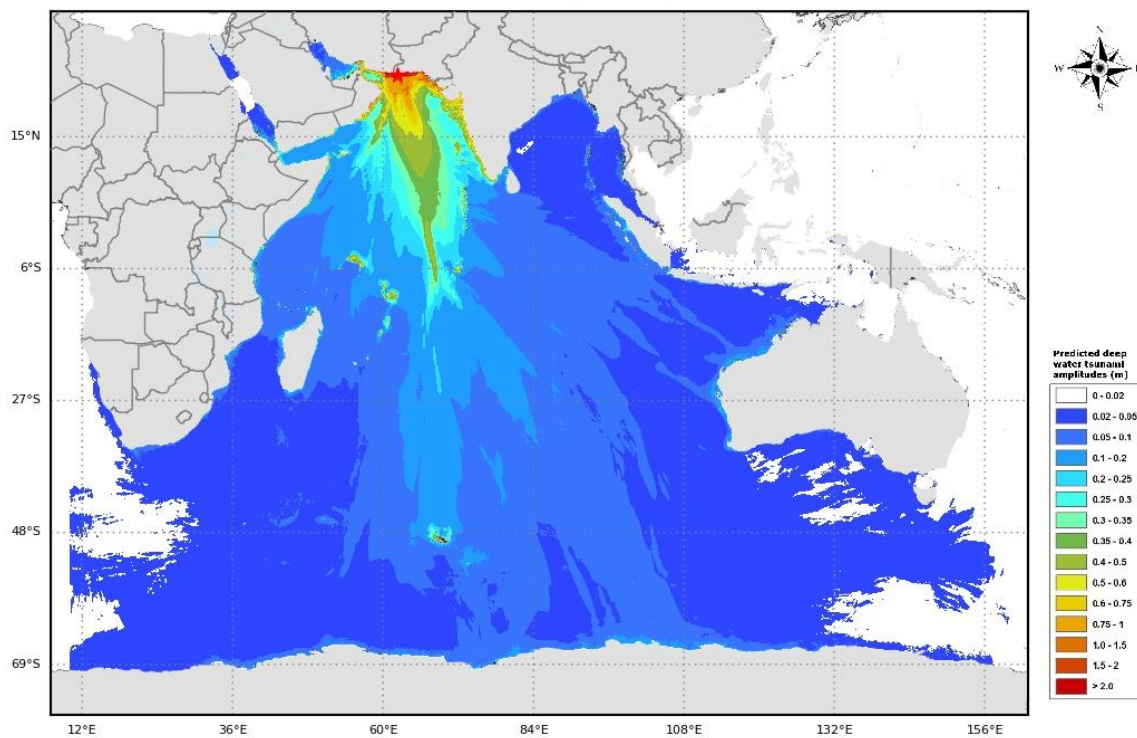 N
W
S
15°N
6°S
27°S
48°S
69°S
12°E
36°E
60°E
84°E
108°E
132°E
156°E
Predicted deep
water tsunami
amplitudes (m)
0 - 0.02
0.02 - 0.05
0.05 - 0.1
0.1 - 0.2
0.2 - 0.25
0.25 - 0.3
0.3 - 0.35
0.35 - 0.4
0.4 - 0.5
0.5 - 0.6
0.6 - 0.75
0.75 - 1
1.0 - 1.5
1.5 - 2
> 2.0